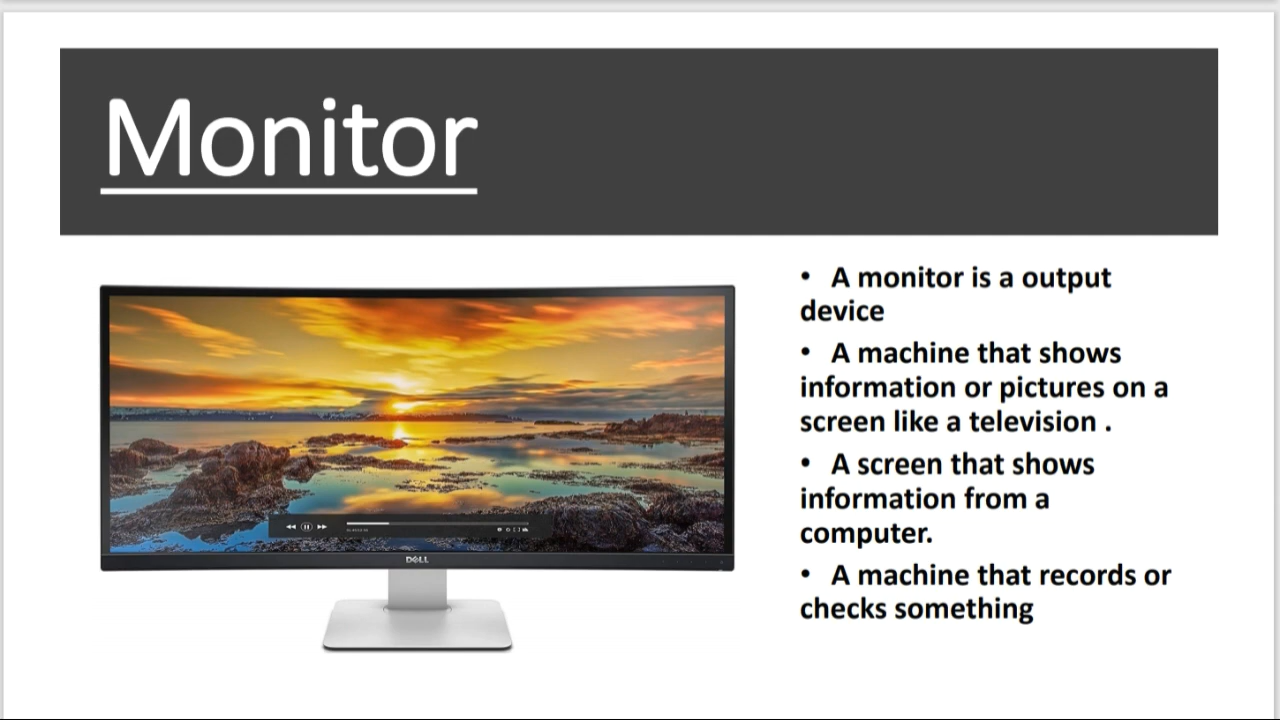 Monitor
• A monitor is a output
device
• A machine that shows
information or pictures on a
screen like a television .
• A screen that shows
information from a
computer.
• A machine that records or
checks something
DELL